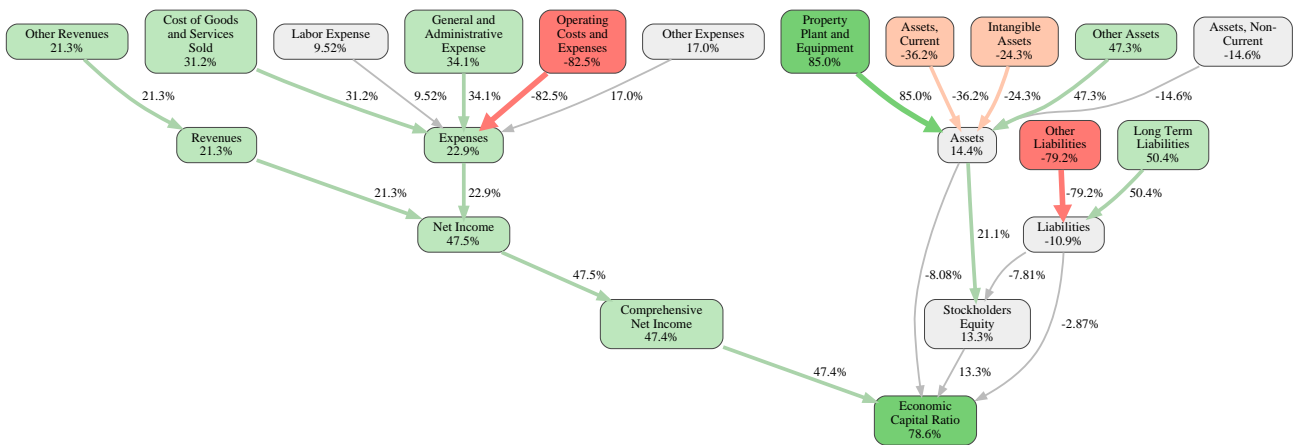 Other Revenues
21.3%
Cost of Goods
and Services
Sold
31.2%
Labor Expense
9.52%
General and
Administrative
Expense
34.1%
Operating
Costs and
Expenses
-82.5%
Other Expenses
17.0%
Property
Plant and
Equipment
85.0%
Assets,
Current
-36.2%
Intangible
Assets
-24.3%
Other Assets
47.3%
Assets, Non-
Current
-14.6%
21.3%
31.2%
9.52%
34.1%
-82.5%
17.0%
85.0%
-36.2%
-24.3%
47.3%
-14.6%
Revenues
21.3%
Expenses
22.9%
Assets
14.4%
Other
Liabilities
-79.2%
Long Term
Liabilities
50.4%
21.3%
22.9%
-79.2%
50.4%
Net Income
47.5%
21.1%
Liabilities
-10.9%
47.5%
-8.08%
-7.81%
Comprehensive
Net Income
47.4%
Stockholders
Equity
13.3%
-2.87%
47.4%
13.3%
Economic
Capital Ratio
78.6%